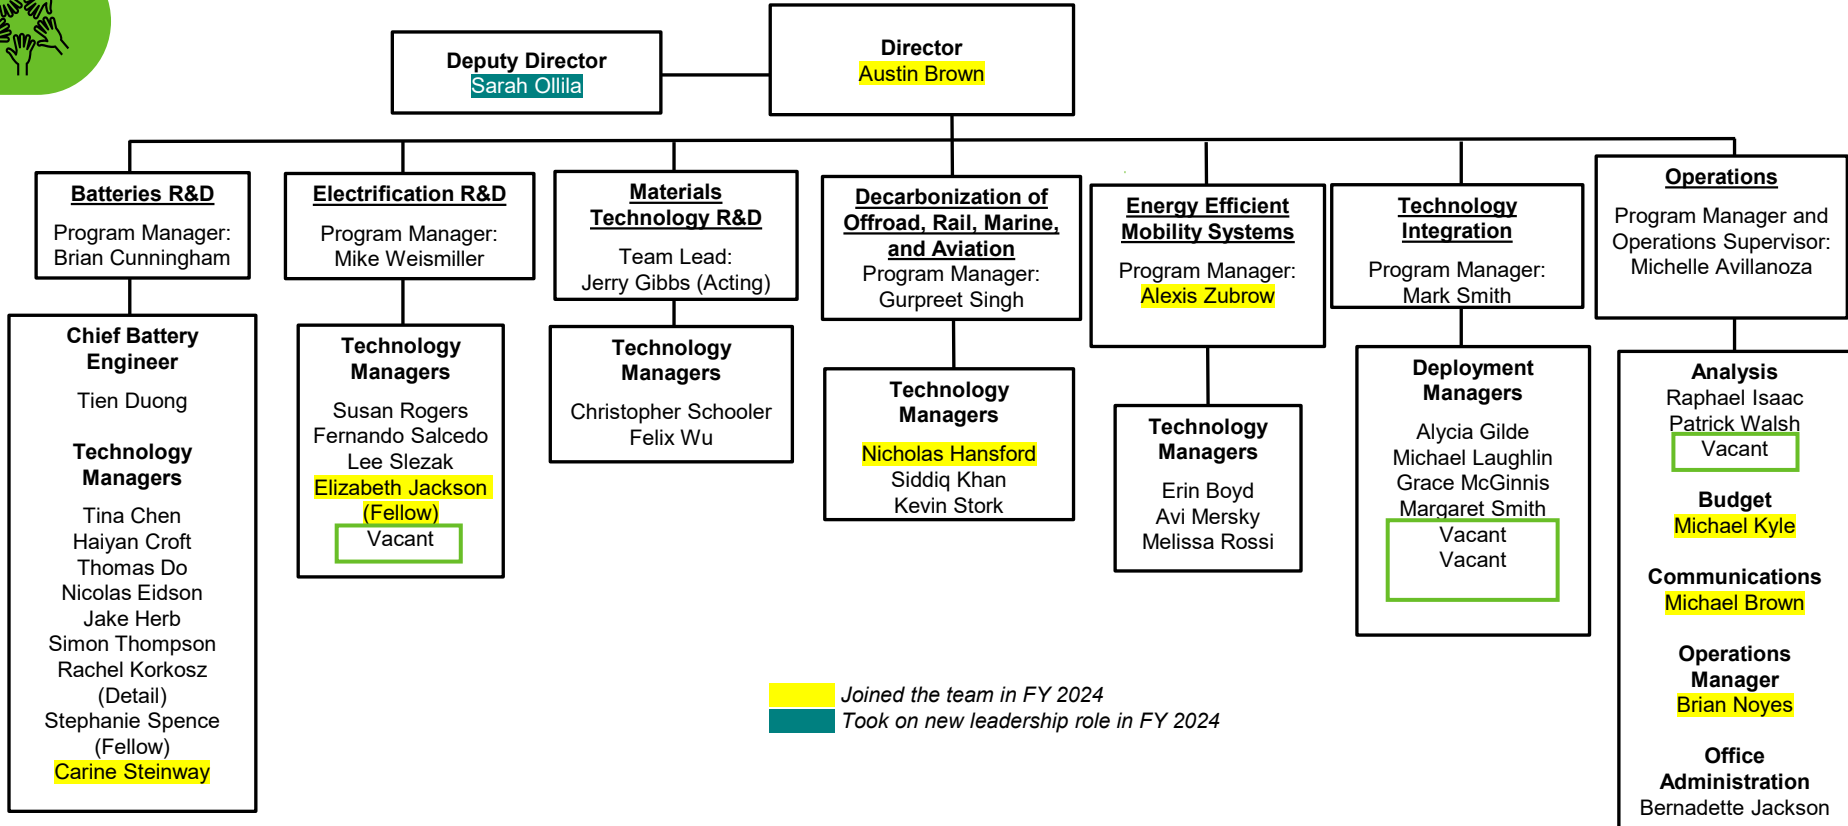 Deputy Director
Sarah Ollila
Director
Austin Brown
Batteries R&D
Program Manager:
Brian Cunningham
Chief Battery
Engineer
Tien Duong
Technology
Managers
Tina Chen
Haiyan Croft
Thomas Do
Nicolas Eidson
Jake Herb
Simon Thompson
Rachel Korkosz
(Detail)
Stephanie Spence
(Fellow)
Carine Steinway
Electrification R&D
Program Manager:
Mike Weismiller
Technology
Managers
Susan Rogers
Fernando Salcedo
Lee Slezak
Elizabeth Jackson
(Fellow)
Vacant
Materials
Technology R&D
Team Lead:
Jerry Gibbs (Acting)
Technology
Managers
Christopher Schooler
Felix Wu
Decarbonization of
Offroad, Rail, Marine,
and Aviation
Program Manager:
Gurpreet Singh
Technology
Managers
Nicholas Hansford
Siddiq Khan
Kevin Stork
Energy Efficient
Mobility Systems
Program Manager:
Alexis Zubrow
Technology
Managers
Erin Boyd
Avi Mersky
Melissa Rossi
Technology
Integration
Program Manager:
Mark Smith
Deployment
Managers
Alycia Gilde
Michael Laughlin
Grace McGinnis
Margaret Smith
Vacant
Vacant
Operations
Program Manager and
Operations Supervisor:
Michelle Avillanoza
Analysis
Raphael Isaac
Patrick Walsh
Vacant
Budget
Michael Kyle
Communications
Michael Brown
Operations
Manager
Brian Noyes
Office
Administration
Bernadette Jackson
Joined the team in FY 2024
Took on new leadership role in FY 2024